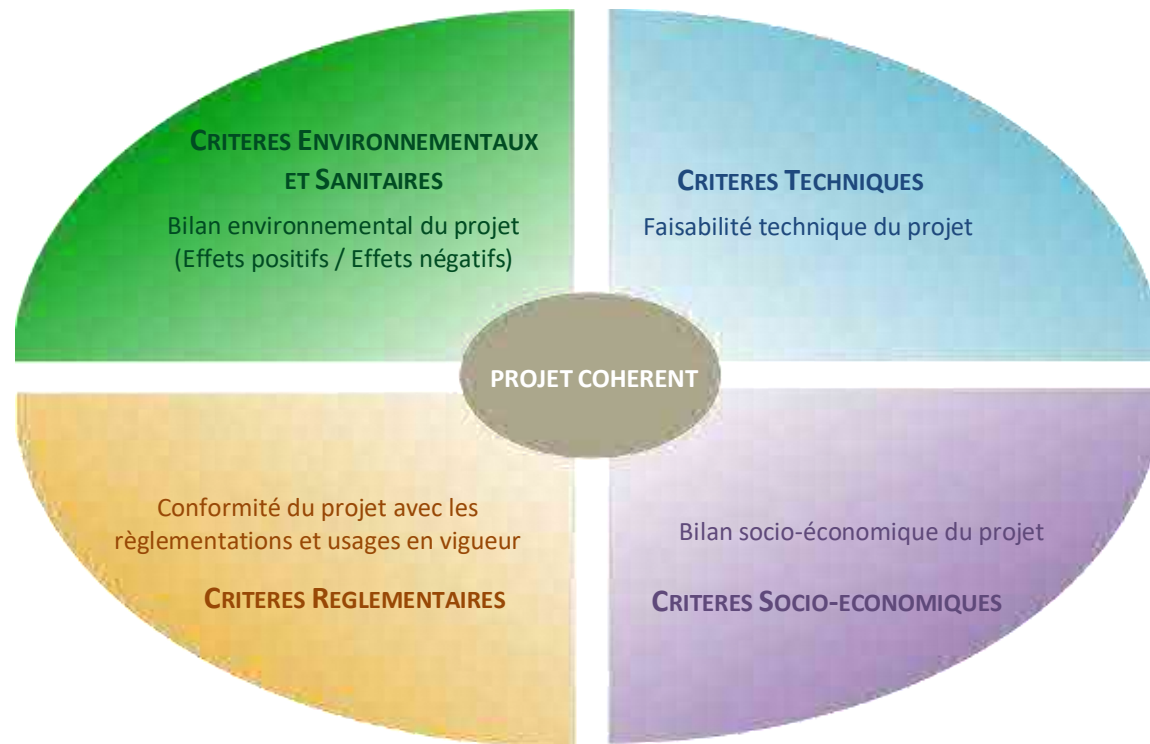 CRITERES ENVIRONNEMENTAUX
ET SANITAIRES
Bilan environnemental du projet
(Effets positifs / Effets négatifs)
CRITERES TECHNIQUES
Faisabilité technique du projet
PROJET COHERENT
Conformité du projet avec les
règlementations et usages en vigueur
CRITERES REGLEMENTAIRES
Bilan socio-économique du projet
CRITERES SOCIO-ECONOMIQUES